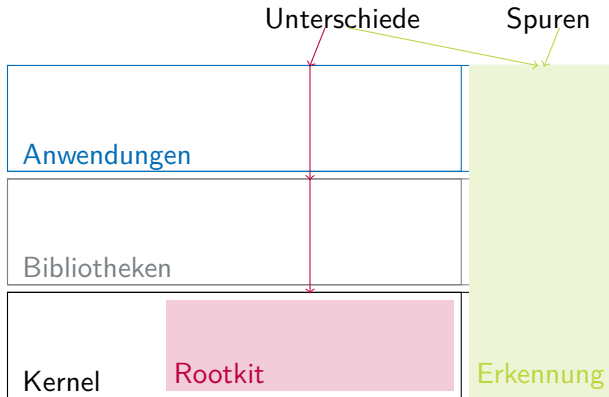 Unterschiede
Spuren
Anwendungen
Bibliotheken
Kernel
Rootkit
Erkennung